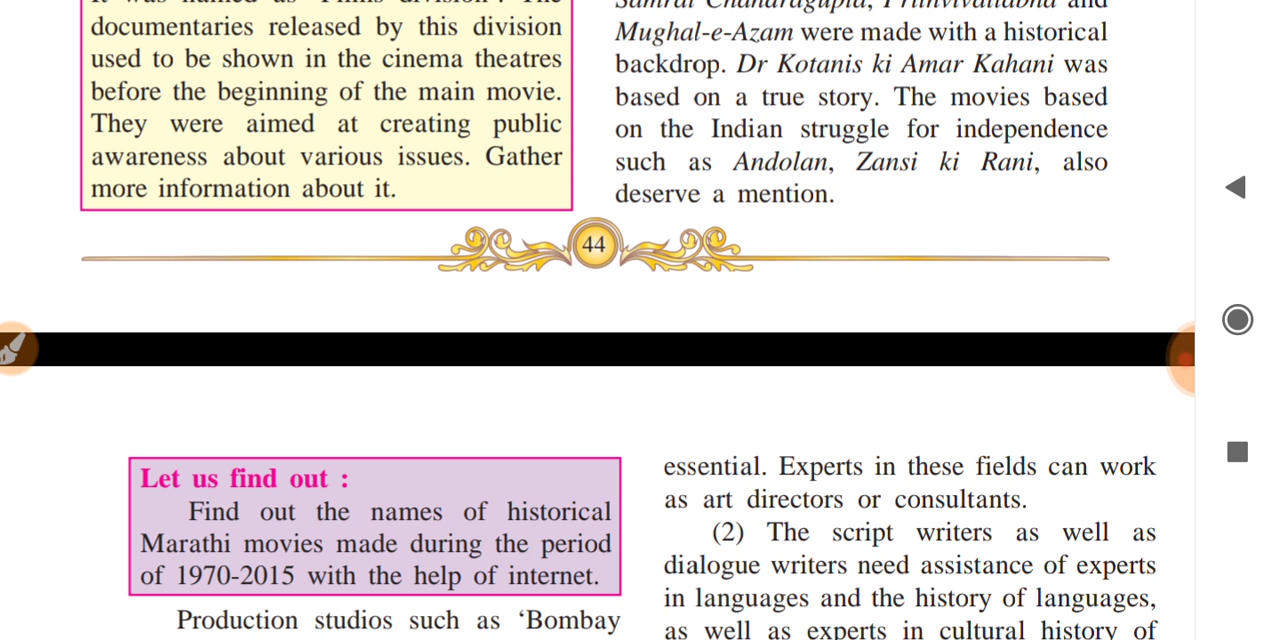 documentaries released by this division
used to be shown in the cinema theatres
before the beginning of the main movie.
They were aimed at creating public
awareness about various issues. Gather
more information about it.
Mughal-e-Azam were made with a historical
backdrop. Dr Kotanis ki Amar Kahani was
based on a true story. The movies based
on the Indian struggle for independence
such as Andolan, Zansi ki Rani, also
deserve a mention.
44
Let us find out :
Find out the names of historical
Marathi movies made during the period
of 1970-2015 with the help of internet.
Production studios such as ‘Bombay
essential. Experts in these fields can work
as art directors or consultants.
(2) The script writers as well as
dialogue writers need assistance of experts
in languages and the history of languages,
as well as experts in cultural history of